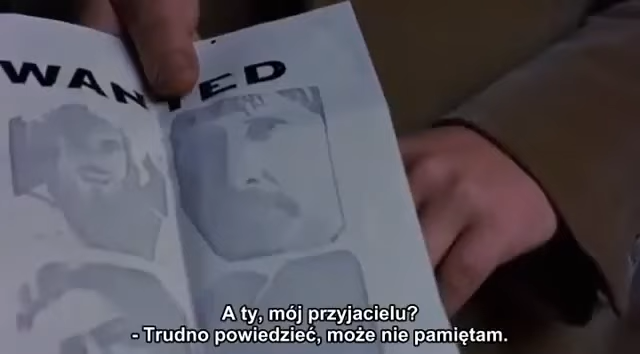 WANTED
A ty, mój przyjacielu?
- Trudno powiedzieć, może nie pamiętam.